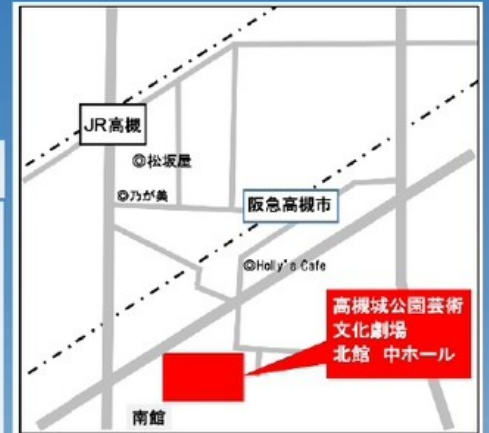 JR高槻
◎松坂屋
◎乃が美
阪急高槻市
◎Holly's Cafe
高槻城公園芸術
文化劇場
北館 中ホール
南館